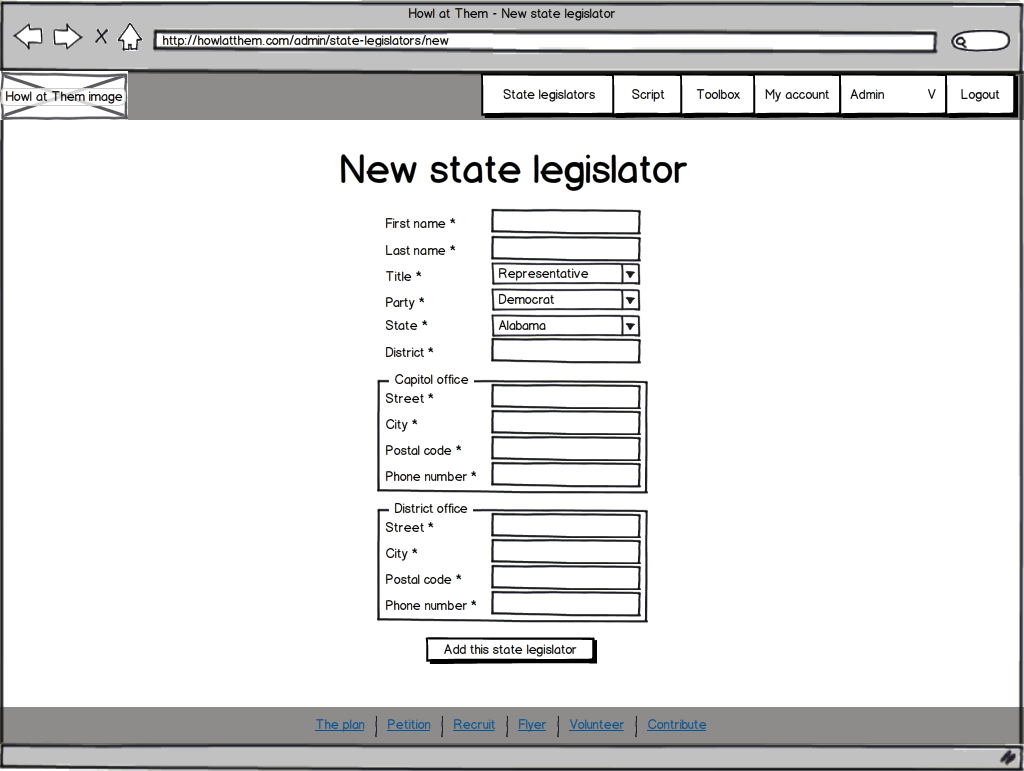 Howl at Them - New state legislator
http://howlatthem.com/admin/state-legislators/new
Howl at Them image
State legislators Script Toolbox My account Admin V Logout
New state legislator
First name *
Last name *
Title * Representative
Party * Democrat
State * Alabama
District *
Capitol office
Street *
City *
Postal code *
Phone number *
District office
Street *
City *
Postal code *
Phone number *
Add this state legislator
The plan | Petition | Recruit | Flyer | Volunteer | Contribute